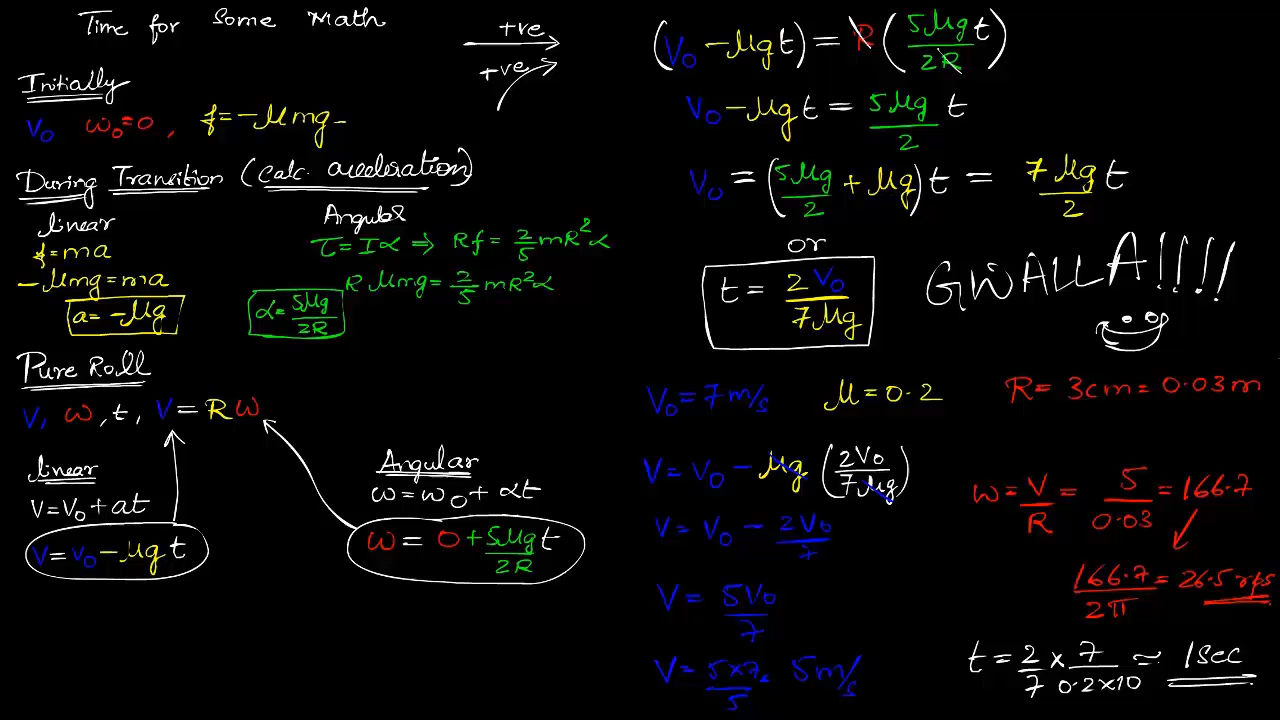 Time for Some Math
+ve
+ve
Initially
V₀ ω₀=0, f=-μmg
During Transition (Calc. acceleration)
linear
f=ma
-μmg=ma
a=-μg
Angular
τ=Iα ⇒ Rf=2/5 mR²α
R μmg=2/5 mR²α
α=5μg/2R
Pure Roll
V, ω, t, V=Rω
linear
V=V₀+at
V=V₀-μgt
Angular
ω=ω₀+αt
ω=0+5μg/2R t
(V₀-μgt)=R(5μg/2R t)
V₀-μgt=5μg/2 t
V₀=(5μg/2+μg)t=7μg/2 t
or
t=2V₀/7μg
GWALLA!!!!
V₀=7m/s μ=0.2 R=3cm=0.03m
V=V₀-μg(2V₀/7μg)
V=V₀-2V₀/7
V=5V₀/7
V=5×7/5 5m/s
ω=V/R=5/0.03=166.7
166.7/2π=26.5rps
t=2/7×7/0.2×10≃1sec